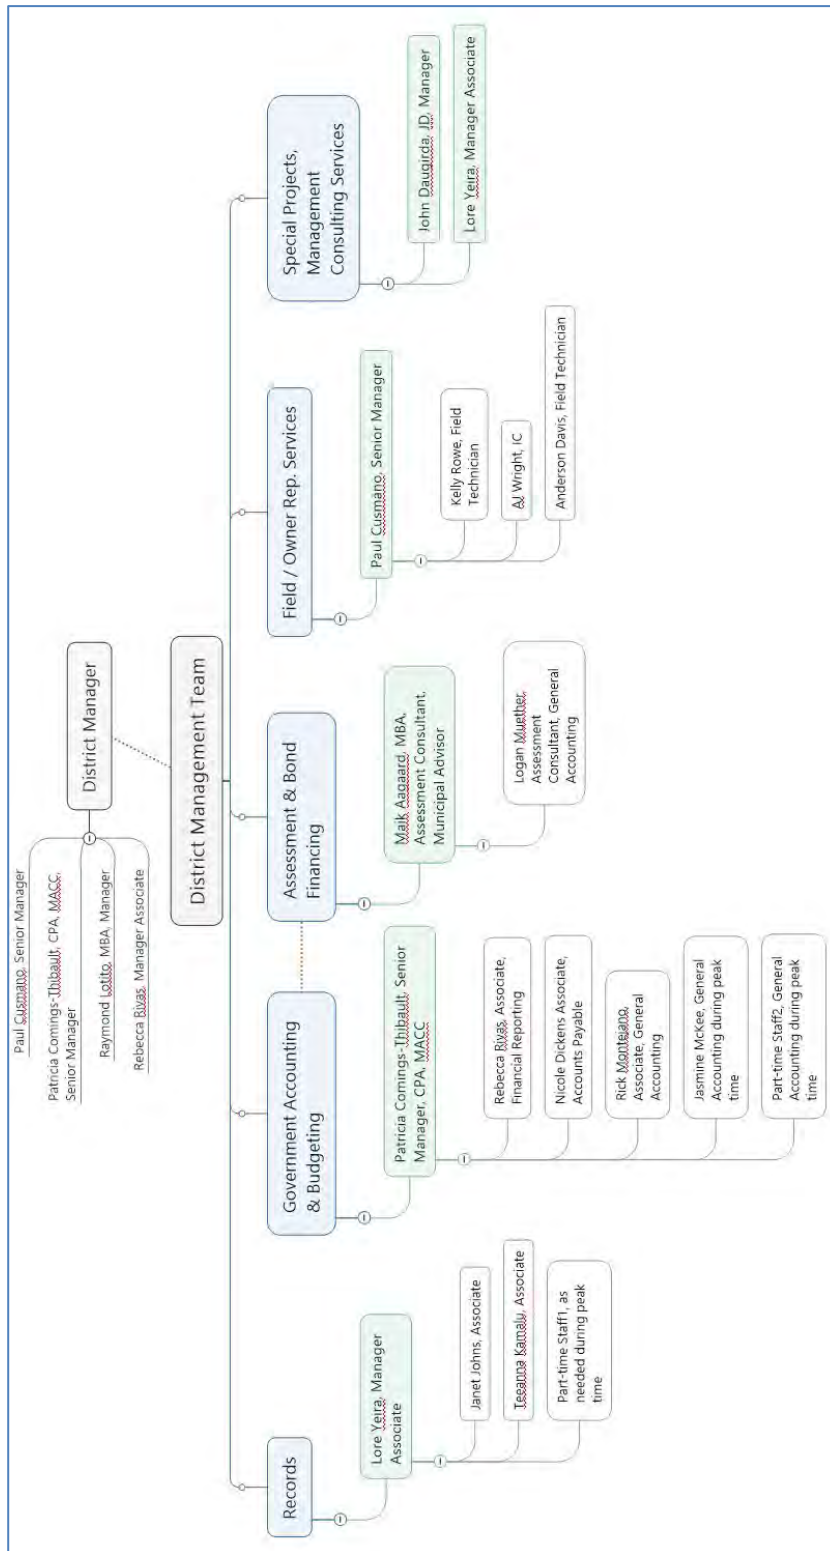 Paul Cusmano, Senior Manager
Patricia Comings-Thibault, CPA, MACC,
Senior Manager
Raymond Lotito, MBA, Manager
Rebecca Rivas, Manager Associate
District Manager
District Management Team
Records
Lore Yeira, Manager
Associate
Janet Johns, Associate
Teeanna Kamalu, Associate
Part-time Staff1, as
needed during peak
time
Government Accounting
& Budgeting
Patricia Comings-Thibault, Senior
Manager, CPA, MACC
Rebecca Rivas, Associate,
Financial Reporting
Nicole Dickens Associate,
Accounts Payable
Rick Montejano,
Associate, General
Accounting
Jasmine McKee, General
Accounting during peak
time
Part-time Staff2, General
Accounting during peak
time
Assessment & Bond
Financing
Maik Aagaard, MBA,
Assessment Consultant,
Municipal Advisor
Logan Muether,
Assessment
Consultant, General
Accounting
Field / Owner Rep. Services
Paul Cusmano, Senior Manager
Kelly Rowe, Field
Technician
AJ Wright, IC
Anderson Davis, Field Technician
Special Projects,
Management
Consulting Services
John Daugirda, JD, Manager
Lore Yeira, Manager Associate